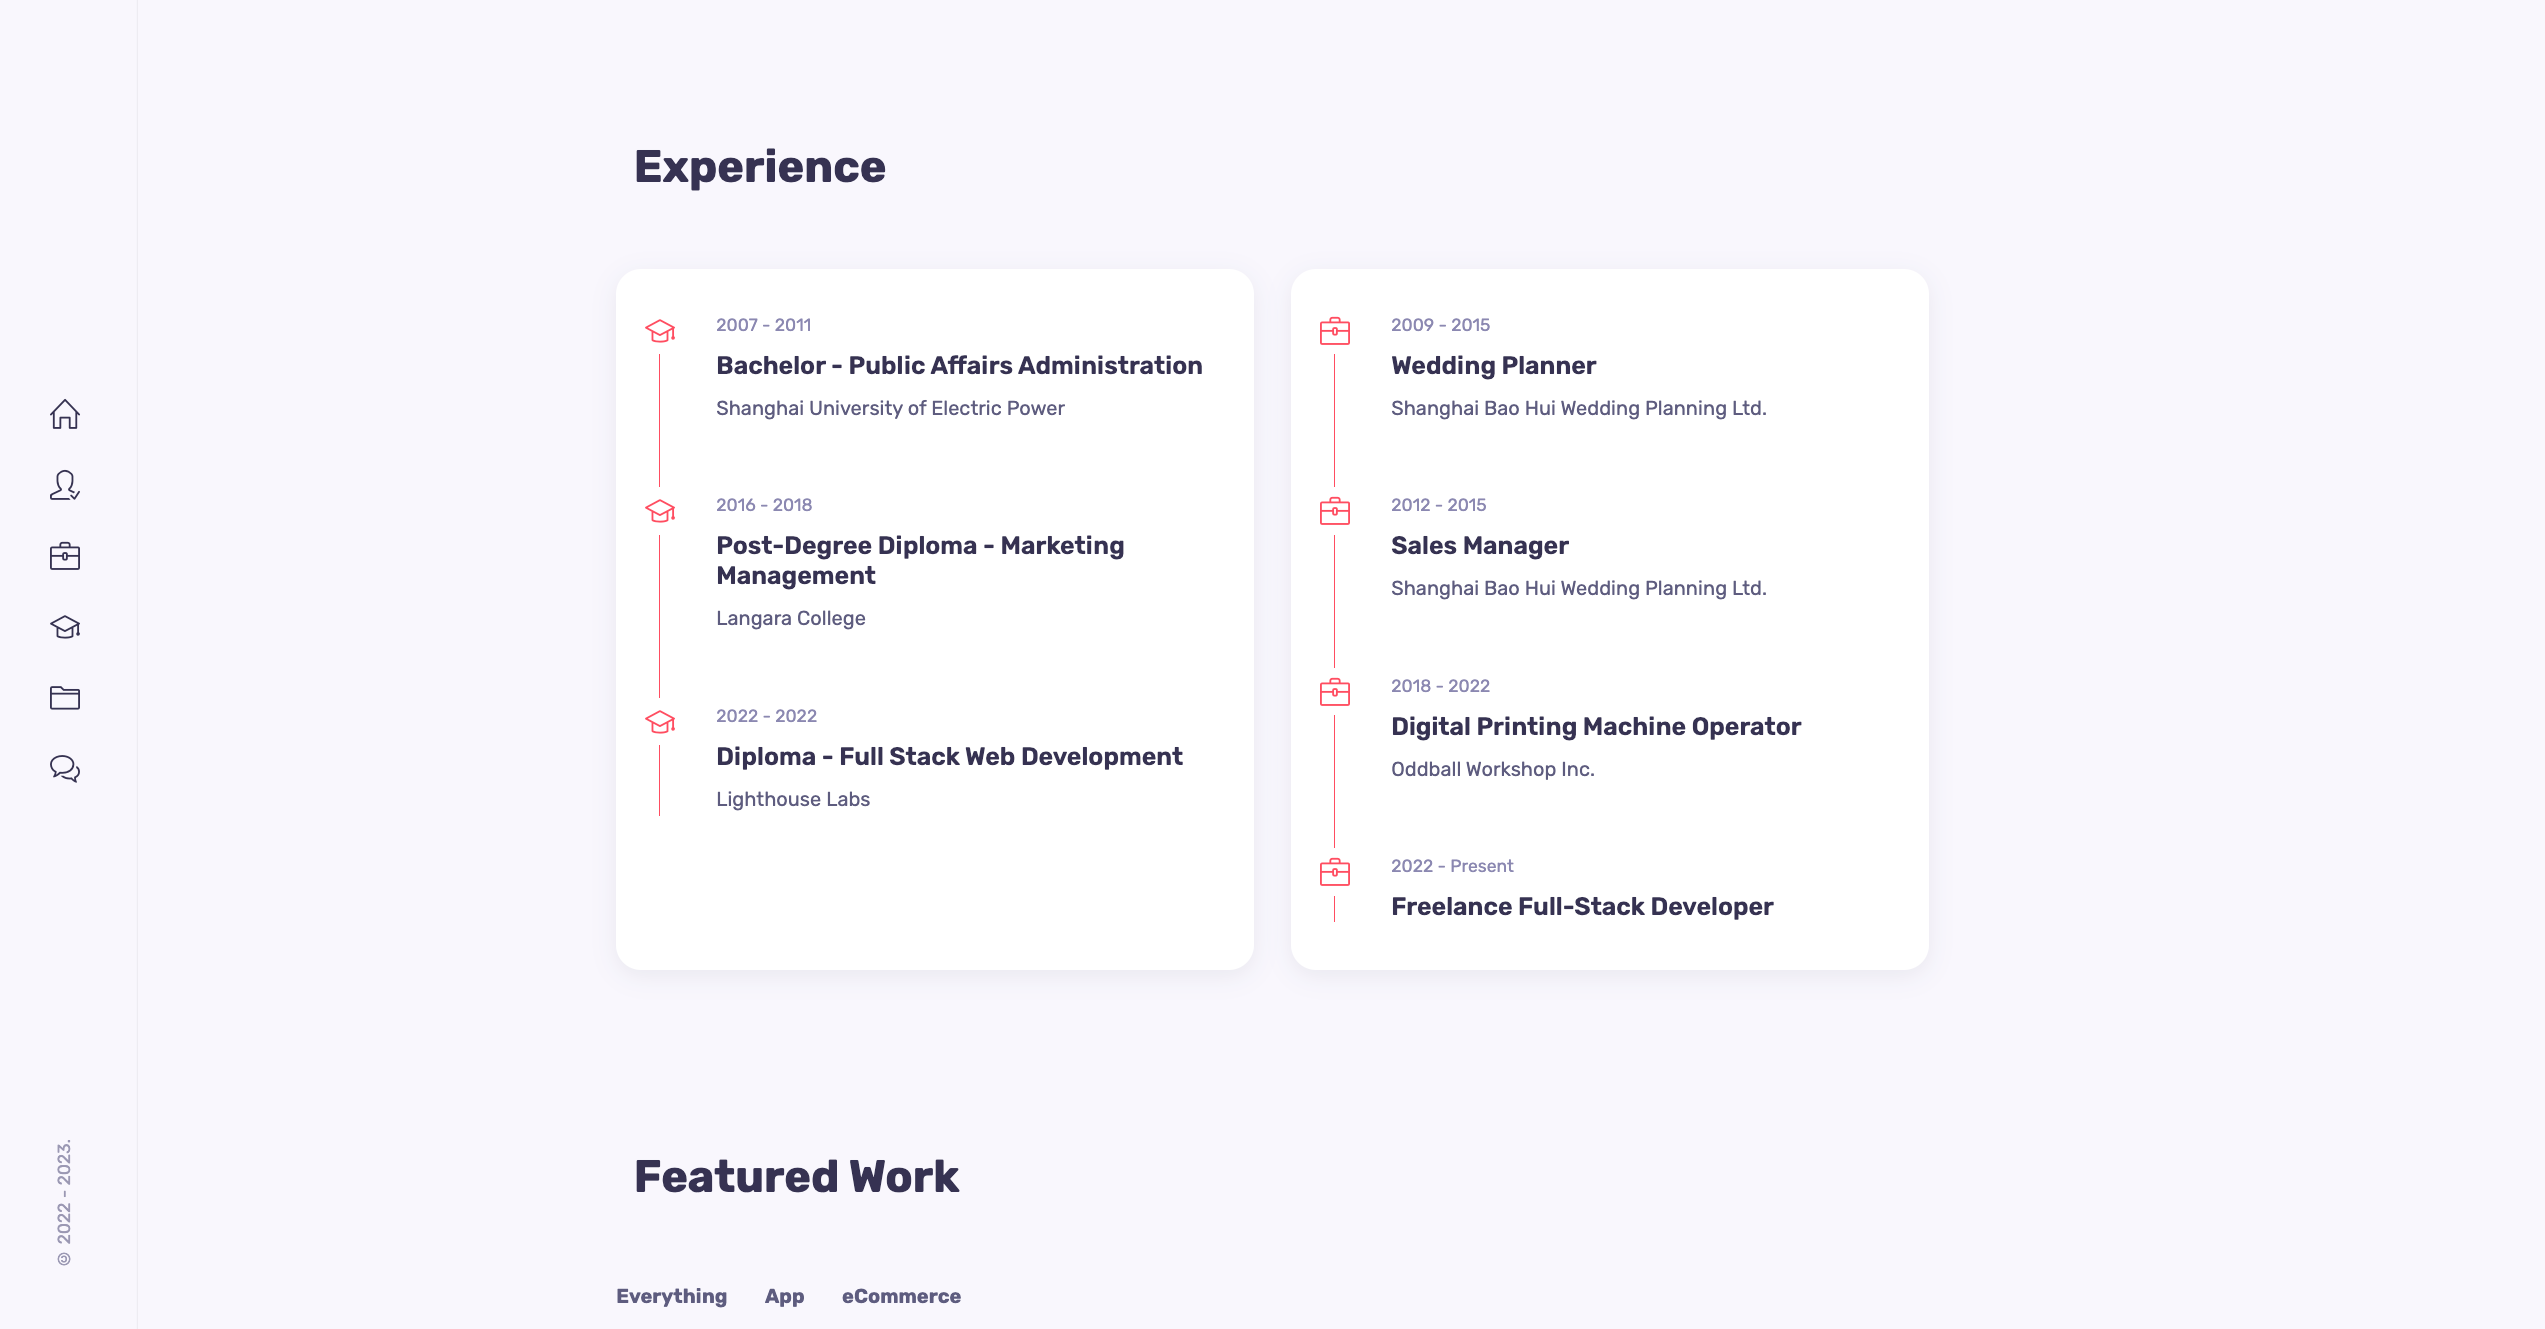 Experience
2007 - 2011
Bachelor - Public Affairs Administration
Shanghai University of Electric Power
2016 - 2018
Post-Degree Diploma - Marketing
Management
Langara College
2022 - 2022
Diploma - Full Stack Web Development
Lighthouse Labs
2009 - 2015
Wedding Planner
Shanghai Bao Hui Wedding Planning Ltd.
2012 - 2015
Sales Manager
Shanghai Bao Hui Wedding Planning Ltd.
2018 - 2022
Digital Printing Machine Operator
Oddball Workshop Inc.
2022 - Present
Freelance Full-Stack Developer
Featured Work
Everything App eCommerce
© 2022 - 2023.